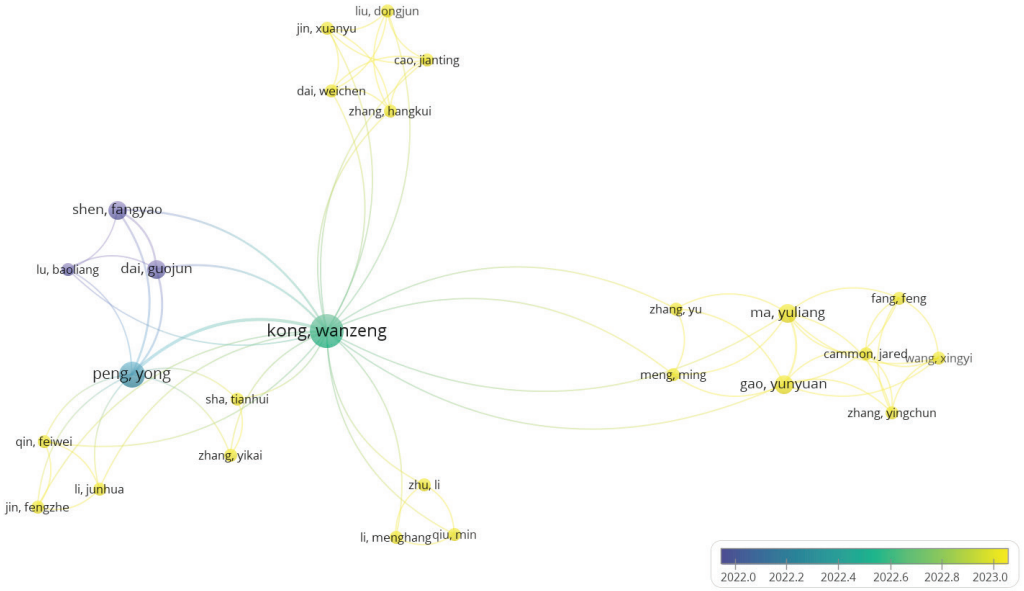 liu, dongjun
jin, xuanyu
cao, jianting
dai, weichen
zhang, hangkui
shen, fangyao
lu, baoliang
dai, guojun
kong, wanzeng
peng, yong
zhang, yu
ma, yuliang
fang, feng
cammon, jared
wang, xingyi
meng, ming
gao, yunyuan
zhang, yingchun
sha, tianhui
qin, feiwei
zhang, yikai
li, junhua
jin, fengzhe
zhu, li
li, menghang
qiu, min
2022.0 2022.2 2022.4 2022.6 2022.8 2023.0